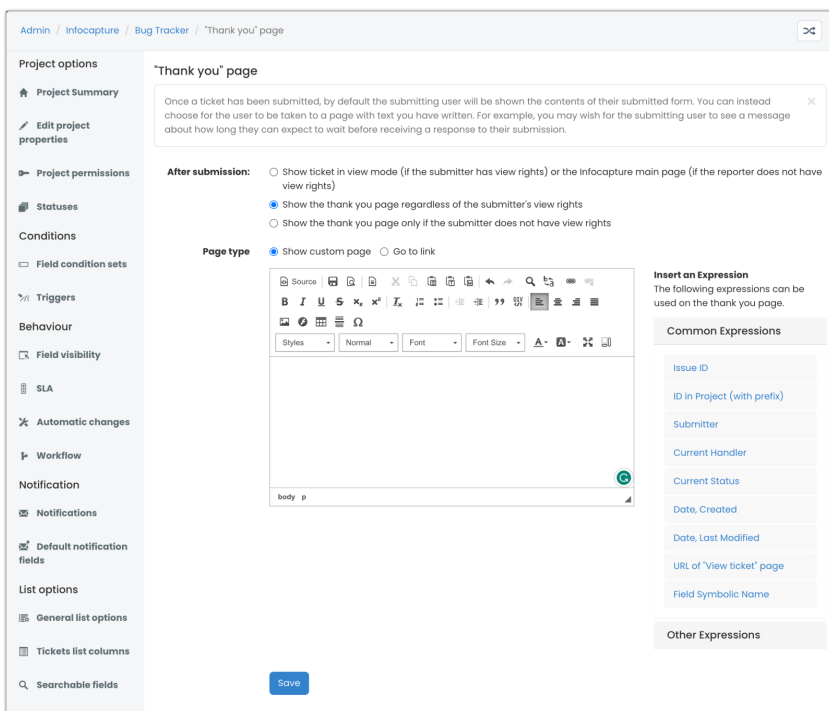 Admin / Infocapture / Bug Tracker / "Thank you" page
Project options
Project Summary
Edit project
properties
Project permissions
Statuses
Conditions
Field condition sets
Triggers
Behaviour
Field visibility
SLA
Automatic changes
Workflow
Notification
Notifications
Default notification
fields
List options
General list options
Tickets list columns
Searchable fields
"Thank you" page
Once a ticket has been submitted, by default the submitting user will be shown the contents of their submitted form. You can instead
choose for the user to be taken to a page with text you have written. For example, you may wish for the submitting user to see a message
about how long they can expect to wait before receiving a response to their submission.
After submission:
Show ticket in view mode (if the submitter has view rights) or the Infocapture main page (if the reporter does not have
view rights)
Show the thank you page regardless of the submitter's view rights
Show the thank you page only if the submitter does not have view rights
Page type
Show custom page Go to link
Source
B I U S x₂ x² Iₓ
DIV
Ω
Styles Normal Font Font Size A A
body p
Insert an Expression
The following expressions can be
used on the thank you page.
Common Expressions
Issue ID
ID in Project (with prefix)
Submitter
Current Handler
Current Status
Date, Created
Date, Last Modified
URL of "View ticket" page
Field Symbolic Name
Other Expressions
Save